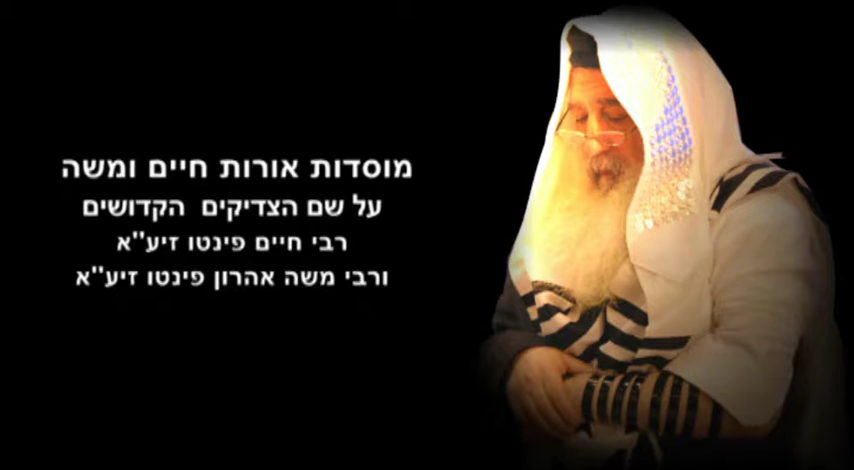 מוסדות אורות חיים ומשה
על שם הצדיקים הקדושים
רבי חיים פינטו זיע"א
ורבי משה אהרון פינטו זיע"א